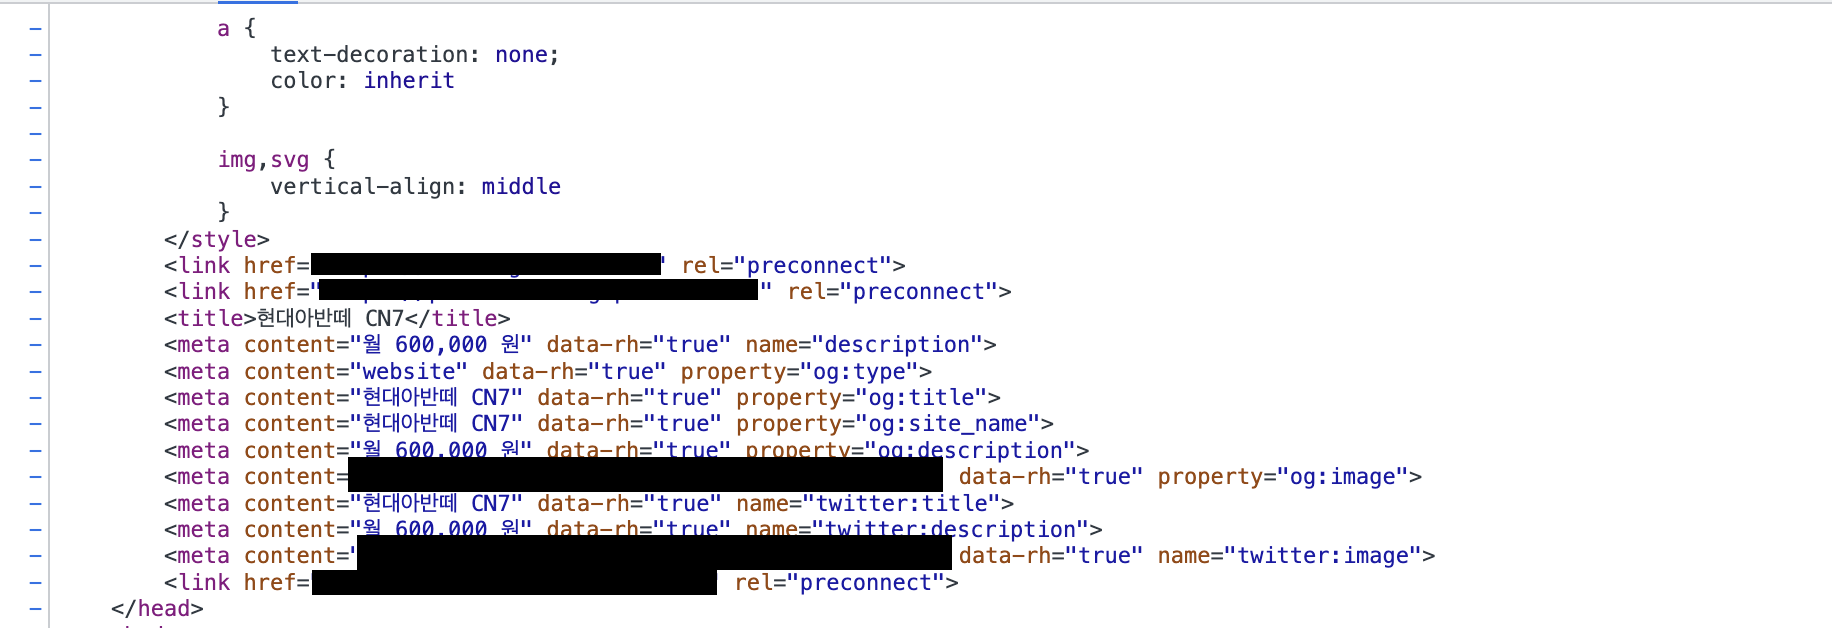 a {
text-decoration: none;
color: inherit
}
img,svg {
vertical-align: middle
}
</style>
<link href= rel="preconnect">
<link href="" rel="preconnect">
<title>현대아반떼 CN7</title>
<meta content="월 600,000 원" data-rh="true" name="description">
<meta content="website" data-rh="true" property="og:type">
<meta content="현대아반떼 CN7" data-rh="true" property="og:title">
<meta content="현대아반떼 CN7" data-rh="true" property="og:site_name">
<meta content="월 600,000 원" data-rh="true" property="og:description">
<meta content= data-rh="true" property="og:image">
<meta content="현대아반떼 CN7" data-rh="true" name="twitter:title">
<meta content="월 600,000 원" data-rh="true" name="twitter:description">
<meta content= data-rh="true" name="twitter:image">
<link href= rel="preconnect">
</head>